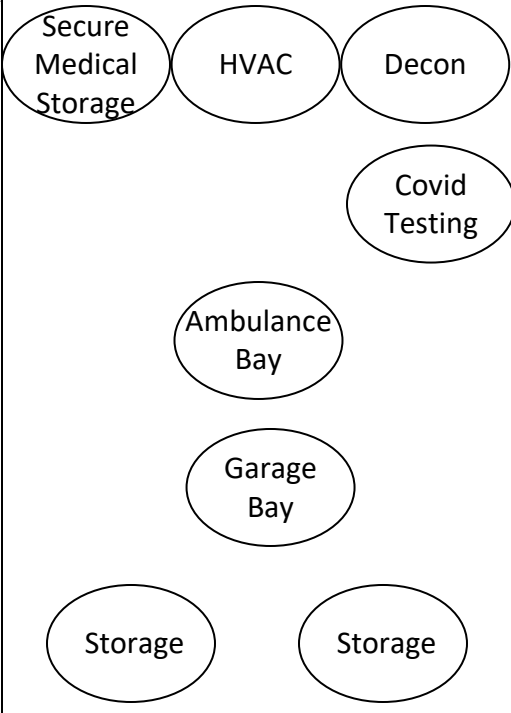 Secure
Medical
Storage
HVAC
Decon
Covid
Testing
Ambulance
Bay
Garage
Bay
Storage
Storage